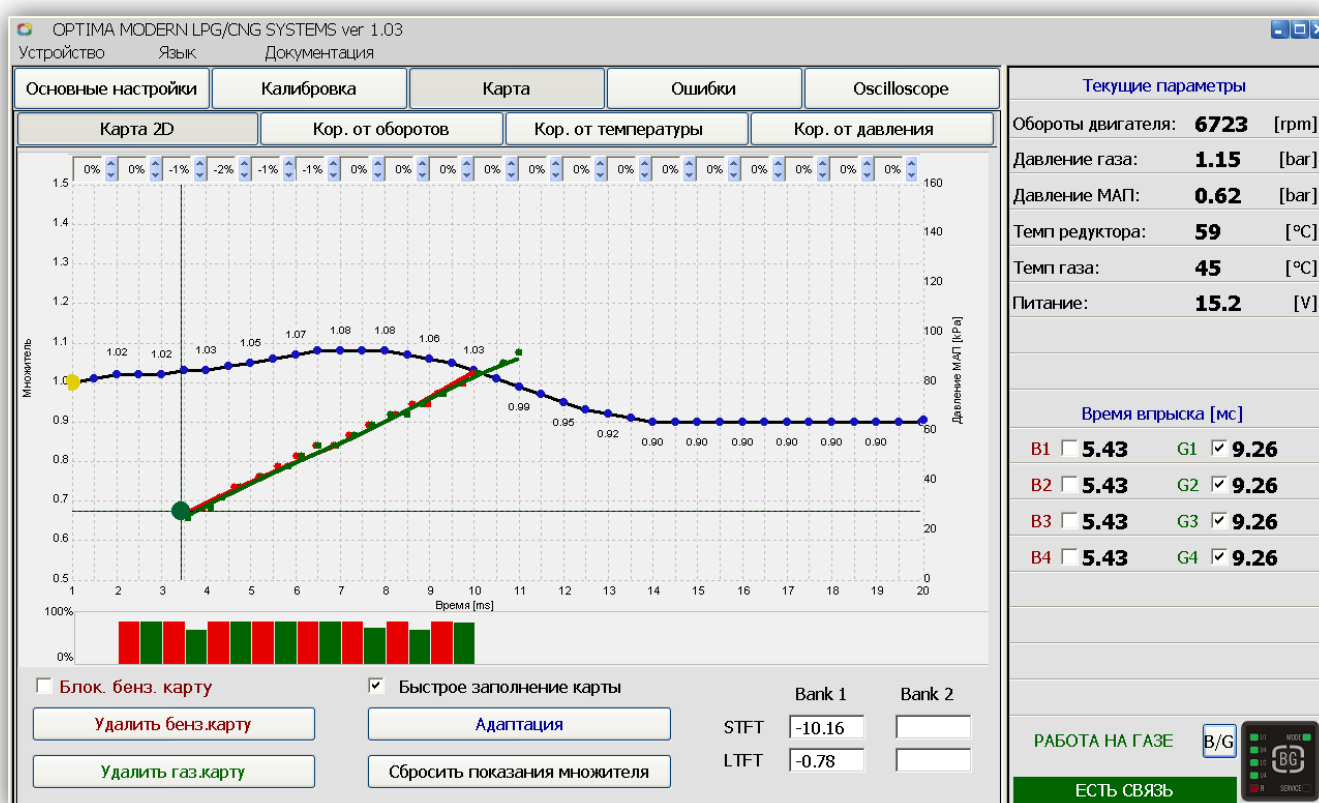 OPTIMA MODERN LPG/CNG SYSTEMS ver 1.03
Устройство Язык Документация
Основные настройки Калибровка Карта Ошибки Oscilloscope
Карта 2D Кор. от оборотов Кор. от температуры Кор. от давления
0% 0% -1% -2% -1% -1% 0% 0% 0% 0% 0% 0% 0% 0% 0% 0% 0% 0% 0%
1.5 160
1.4 140
1.3
120
1.2
1.1 100
1.02 1.02 1.03 1.05 1.07 1.08 1.08 1.06 1.03
1.0 80
0.99 0.95 0.92 0.90 0.90 0.90 0.90 0.90 0.90
0.9
60
0.8
40
0.7
20
0.6
0.5 0
Множитель
Давление МАП [kPa]
1 2 3 4 5 6 7 8 9 10 11 12 13 14 15 16 17 18 19 20
Время [ms]
100%
0%
Блок. бенз. карту
Быстрое заполнение карты
Удалить бенз.карту
Адаптация
Удалить газ.карту
Сбросить показания множителя
Bank 1 Bank 2
STFT -10.16
LTFT -0.78
Текущие параметры
Обороты двигателя: 6723 [rpm]
Давление газа: 1.15 [bar]
Давление МАП: 0.62 [bar]
Темп редуктора: 59 [°C]
Темп газа: 45 [°C]
Питание: 15.2 [V]
Время впрыска [мс]
B1 5.43 G1 9.26
B2 5.43 G2 9.26
B3 5.43 G3 9.26
B4 5.43 G4 9.26
РАБОТА НА ГАЗЕ B/G
MODE
BG
SERVICE
ЕСТЬ СВЯЗЬ